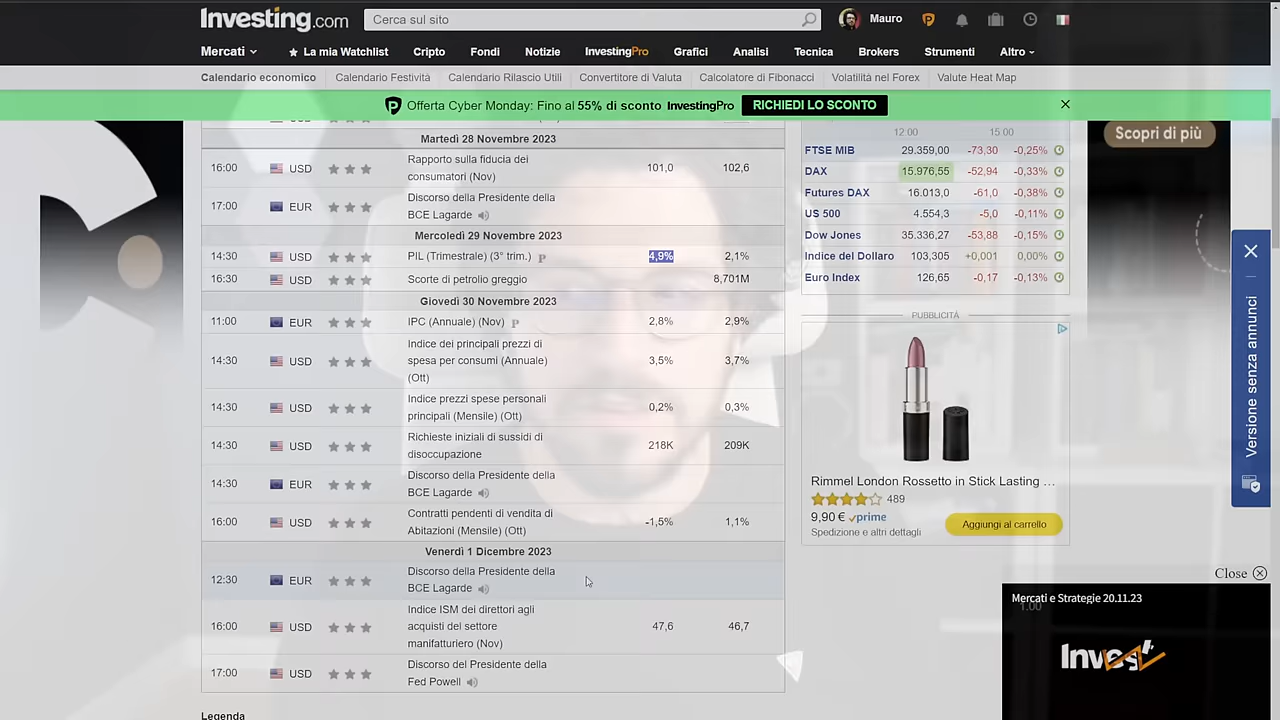 Investing.com
Cerca sul sito
Mauro
Mercati
La mia Watchlist
Cripto
Fondi
Notizie
InvestingPro
Grafici
Analisi
Tecnica
Brokers
Strumenti
Altro
Calendario economico
Calendario Festività
Calendario Rilascio Utili
Convertitore di Valuta
Calcolatore di Fibonacci
Volatilità nel Forex
Valute Heat Map
Offerta Cyber Monday: Fino al 55% di sconto InvestingPro
RICHIEDI LO SCONTO
Martedì 28 Novembre 2023
16:00 USD Rapporto sulla fiducia dei 101,0 102,6
consumatori (Nov)
17:00 EUR Discorso della Presidente della
BCE Lagarde
Mercoledì 29 Novembre 2023
14:30 USD PIL (Trimestrale) (3° trim.) P 4,9% 2,1%
16:30 USD Scorte di petrolio greggio 8,701M
Giovedì 30 Novembre 2023
11:00 EUR IPC (Annuale) (Nov) P 2,8% 2,9%
Indice dei principali prezzi di
14:30 USD spesa per consumi (Annuale) 3,5% 3,7%
(Ott)
14:30 USD Indice prezzi spese personali 0,2% 0,3%
principali (Mensile) (Ott)
14:30 USD Richieste iniziali di sussidi di 218K 209K
disoccupazione
14:30 EUR Discorso della Presidente della
BCE Lagarde
16:00 USD Contratti pendenti di vendita di -1,5% 1,1%
Abitazioni (Mensile) (Ott)
Venerdì 1 Dicembre 2023
12:30 EUR Discorso della Presidente della
BCE Lagarde
Indice ISM dei direttori agli
16:00 USD acquisti del settore 47,6 46,7
manifatturiero (Nov)
17:00 USD Discorso del Presidente della
Fed Powell
Legenda
12:00 15:00
FTSE MIB 29.359,00 -73,30 -0,25%
DAX 15.976,55 -52,94 -0,33%
Futures DAX 16.013,0 -61,0 -0,38%
US 500 4.554,3 -5,0 -0,11%
Dow Jones 35.336,27 -53,88 -0,15%
Indice del Dollaro 103,305 +0,001 0,00%
Euro Index 126,65 -0,17 -0,13%
PUBBLICITÀ
Rimmel London Rossetto in Stick Lasting ...
489
9,90 € prime
Spedizione e altri dettagli
Aggiungi al carrello
Scopri di più
Versione senza annunci
Close
Mercati e Strategie 20.11.23
1.00
Invest